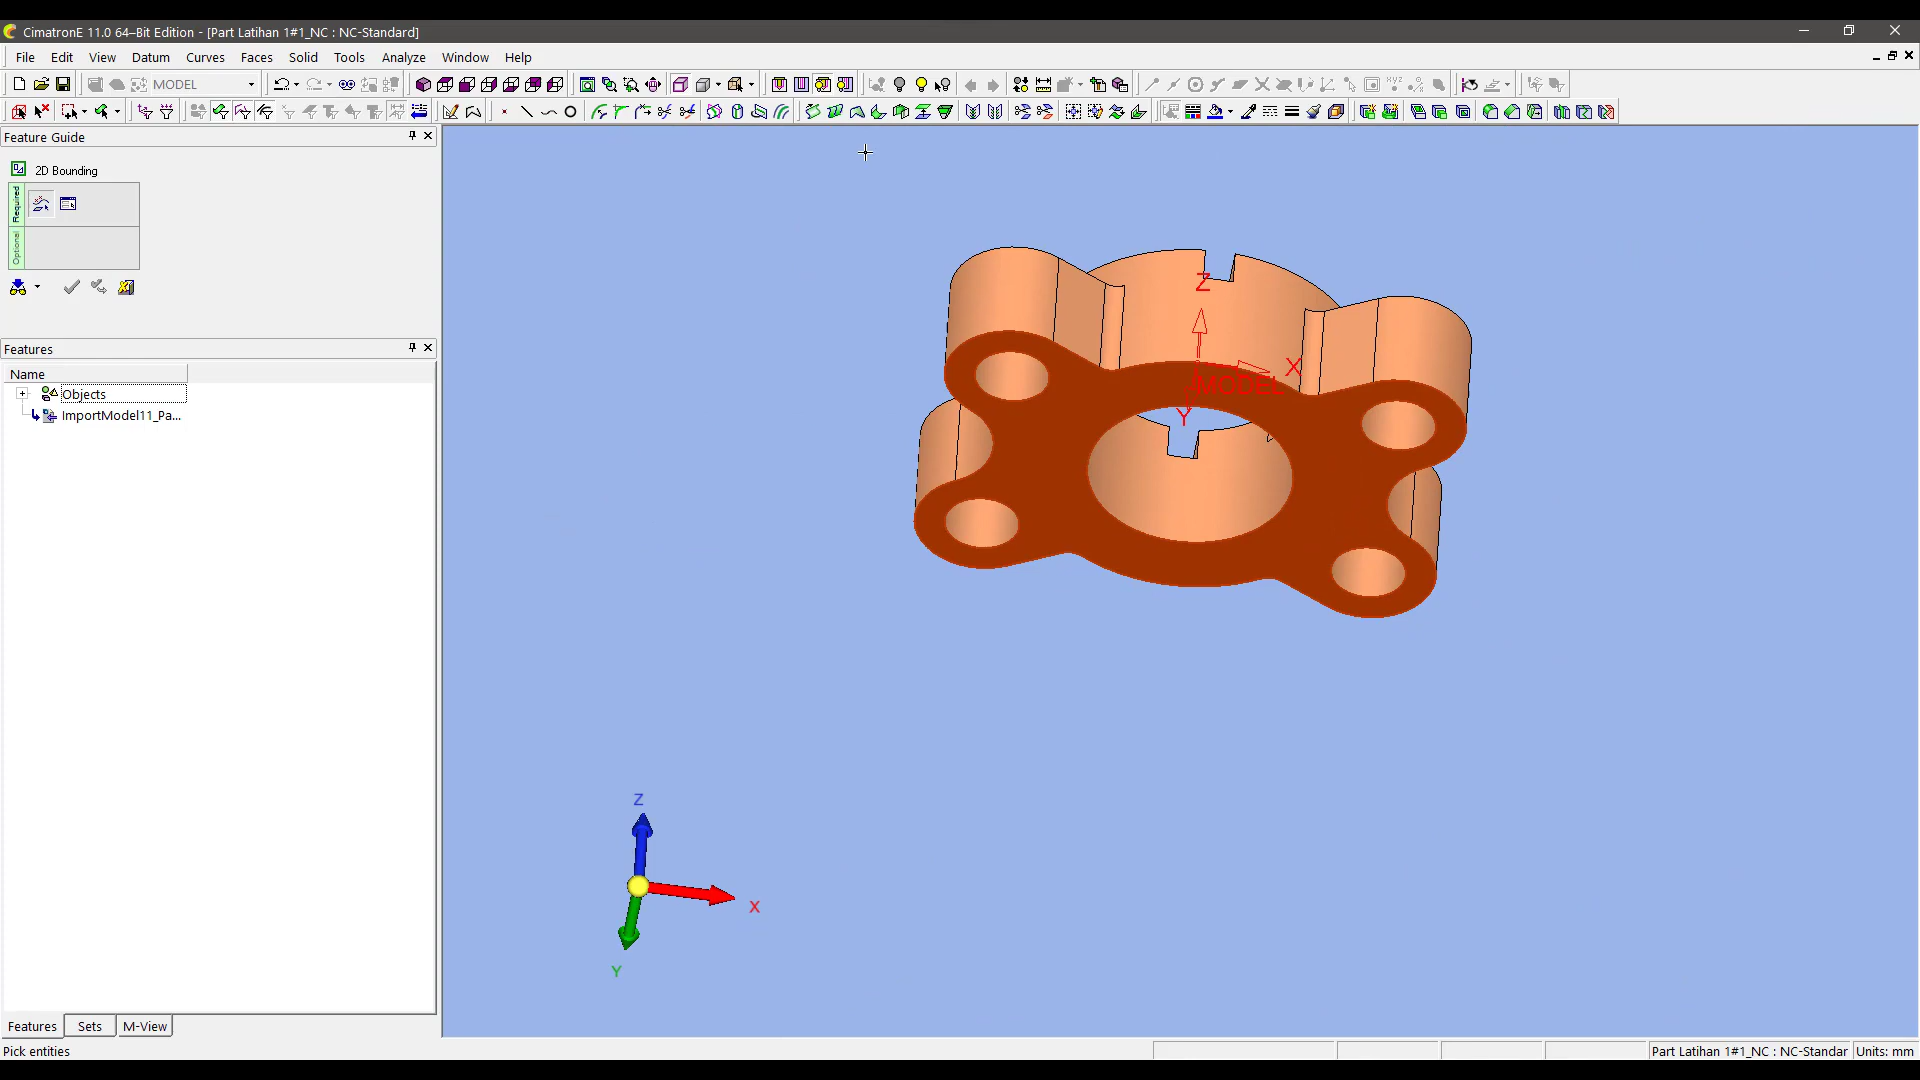 CimatronE 11.0 64–Bit Edition - [Part Latihan 1#1_NC : NC-Standard]
File Edit View Datum Curves Faces Solid Tools Analyze Window Help
MODEL
Feature Guide
2D Bounding
Required
Optional
Features
Name
Objects
ImportModel11_Pa...
Z
X
MODEL
Y
Z
X
Y
Features Sets M-View
Pick entities
Part Latihan 1#1_NC : NC-Standar
Units: mm